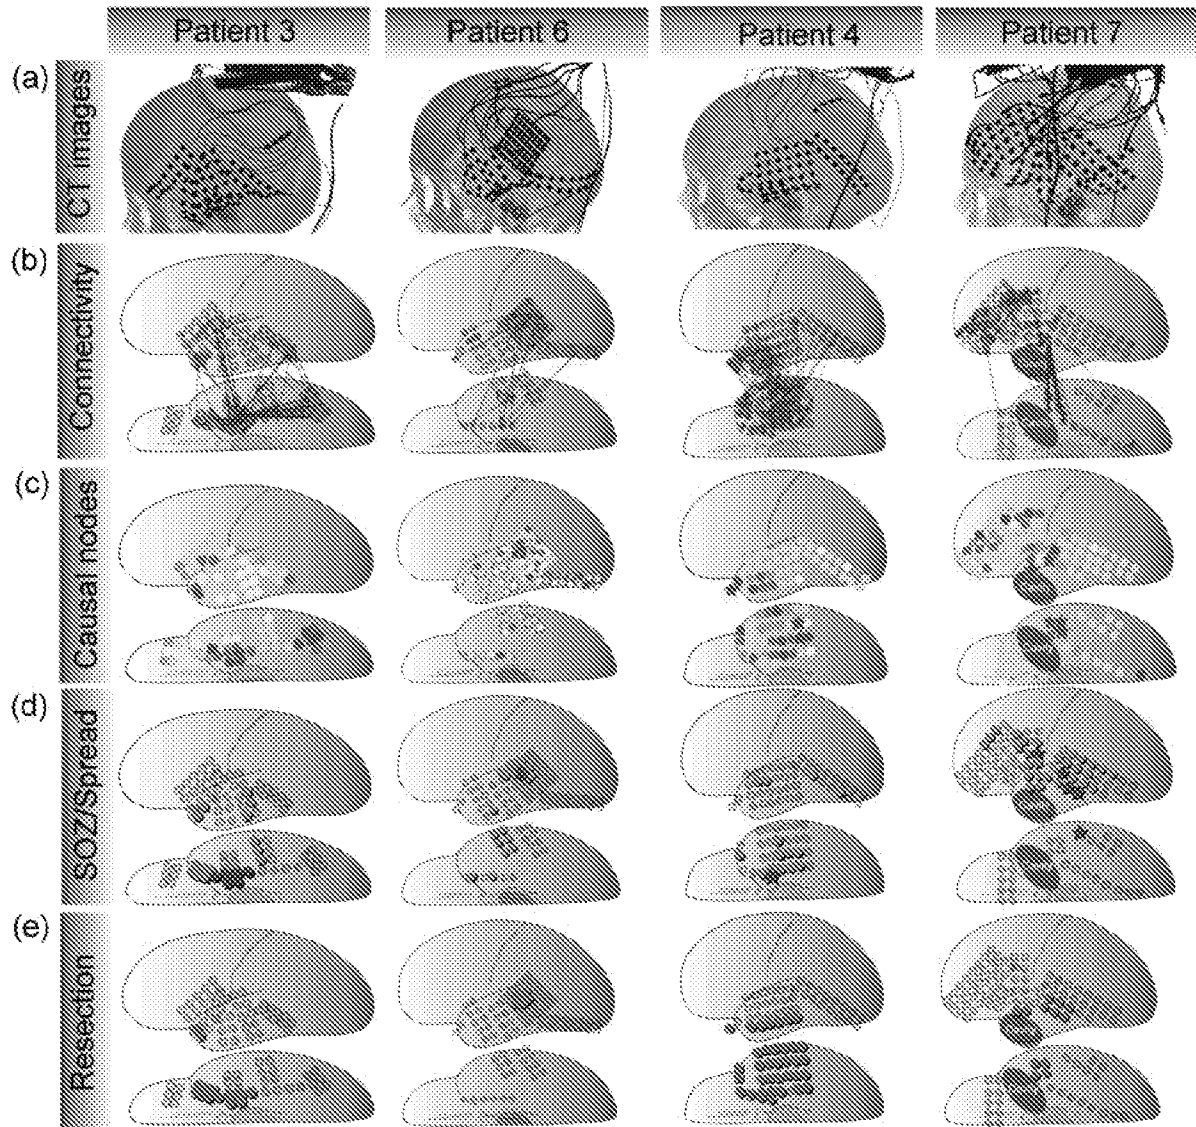 Patient 3
Patient 6
Patient 4
Patient 7
(a)
CT images
(b)
Connectivity
(c)
Causal nodes
(d)
SOZ/Spread
(e)
Resection